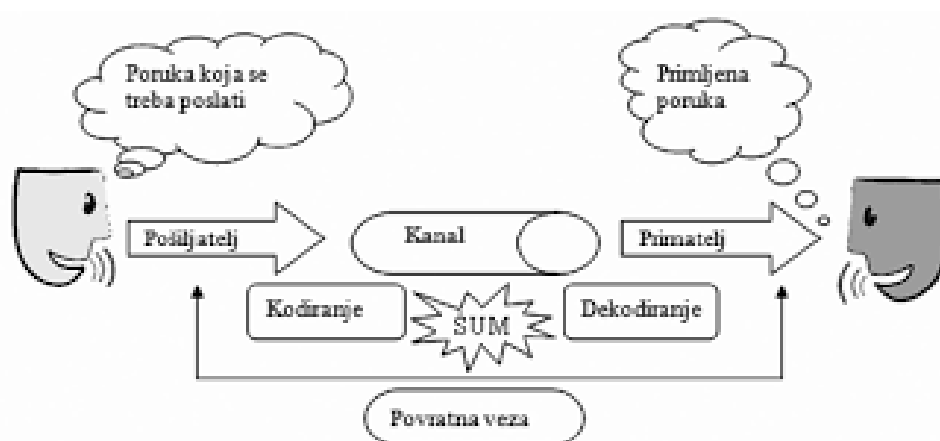 Poruka koja se
treba poslati
Primljena
poruka
Pošiljatelj
Kanal
Primatelj
Kodiranje
SUM
Dekodiranje
Povratna veza